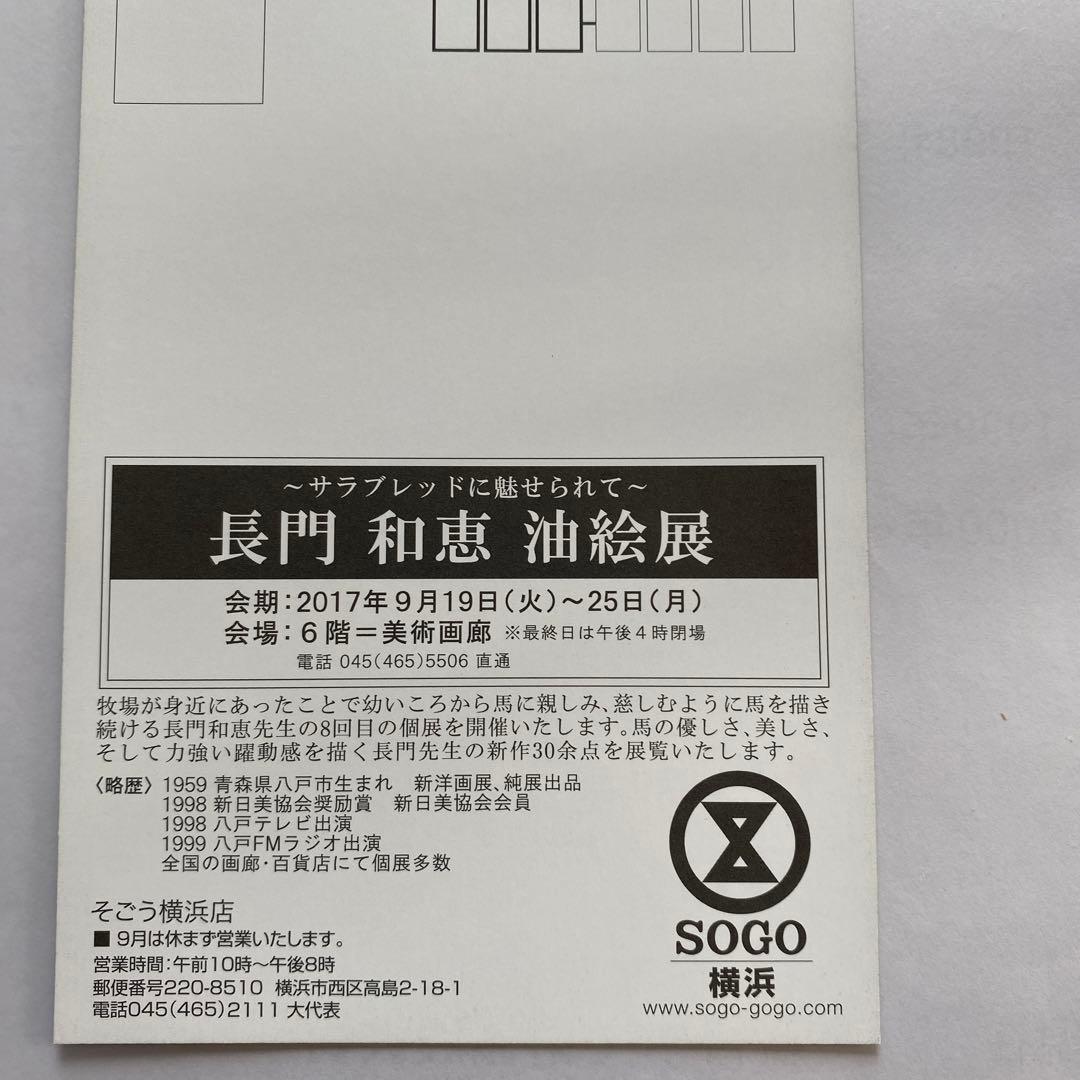 ～サラブレッドに魅せられて～
長門 和恵 油絵展
会期：2017年9月19日（火）～25日（月）
会場：6階＝美術画廊 ※最終日は午後4時閉場
電話 045（465）5506 直通
牧場が身近にあったことで幼いころから馬に親しみ、慈しむように馬を描き
続ける長門和恵先生の8回目の個展を開催いたします。馬の優しさ、美しさ、
そして力強い躍動感を描く長門先生の新作30余点を展覧いたします。
〈略歴〉1959 青森県八戸市生まれ　新洋画展、純展出品
1998 新日美協会奨励賞　新日美協会会員
1998 八戸テレビ出演
1999 八戸FMラジオ出演
全国の画廊・百貨店にて個展多数
そごう横浜店
■ 9月は休まず営業いたします。
営業時間：午前10時～午後8時
郵便番号220-8510 横浜市西区高島2-18-1
電話045（465）2111 大代表
SOGO
横浜
www.sogo-gogo.com